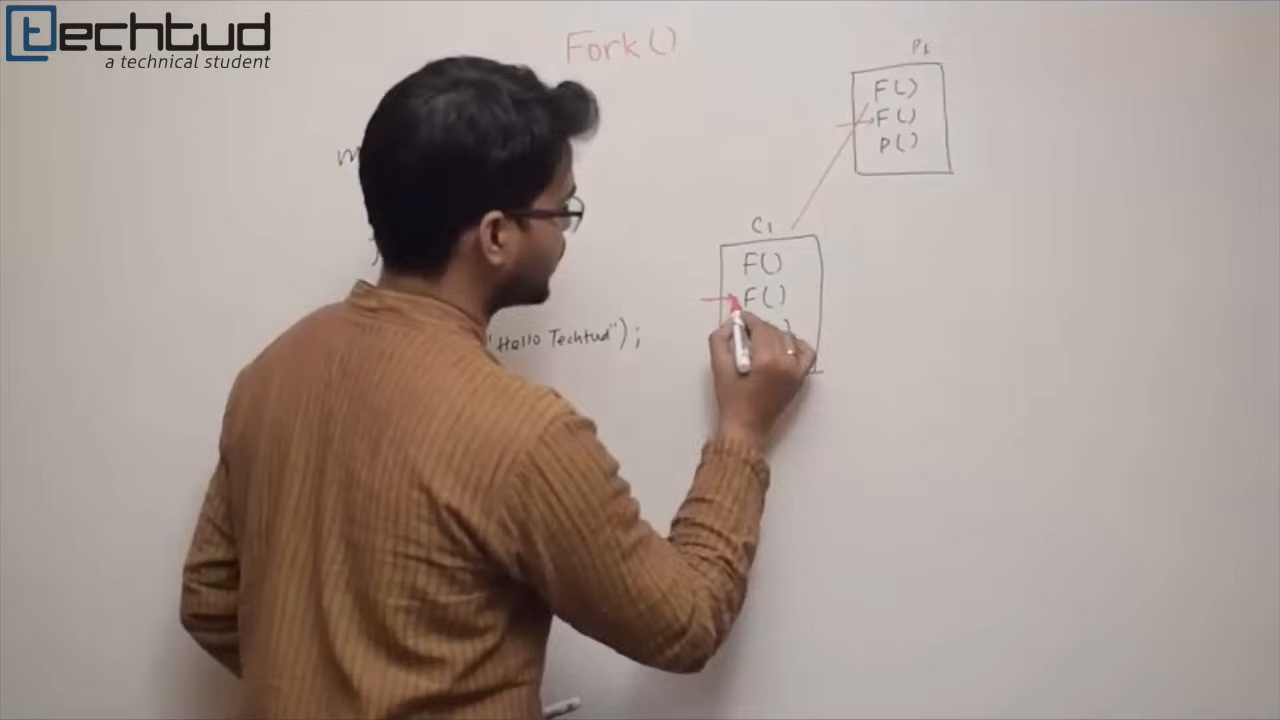 techtud
a technical student
Fork()
P1
F()
F()
P()
m
C1
F()
F()
"Hello Techtud");